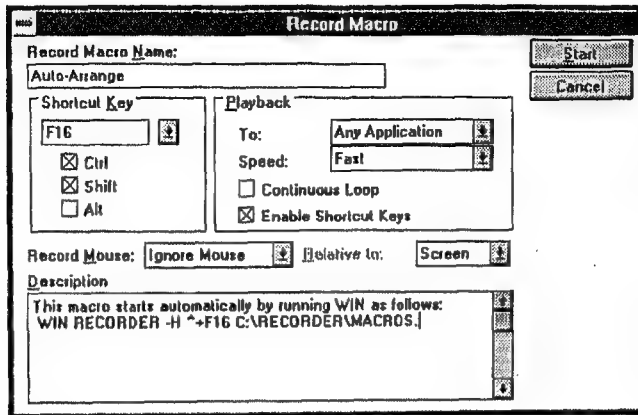 Record Macro
Record Macro Name:
Start
Auto-Arrange
Cancel
Shortcut Key
Playback
F16
To: Any Application
Ctrl
Speed: Fast
Shift
Continuous Loop
Alt
Enable Shortcut Keys
Record Mouse: Ignore Mouse Relative to: Screen
Description
This macro starts automatically by running WIN as follows:
WIN RECORDER -H ^+F16 C:\RECORDER\MACROS.